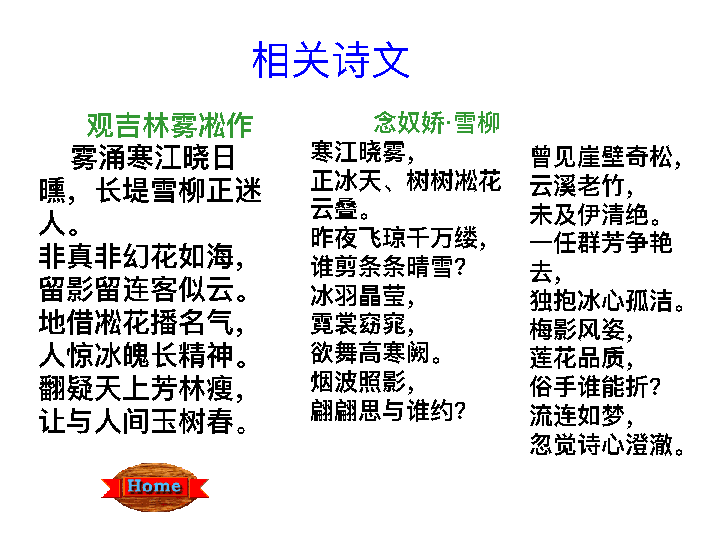 相关诗文
观吉林雾凇作
雾涌寒江晓日
曛，长堤雪柳正迷
人。
非真非幻花如海，
留影留连客似云。
地借凇花播名气，
人惊冰魄长精神。
翻疑天上芳林瘦，
让与人间玉树春。
念奴娇·雪柳
寒江晓雾，
正冰天、树树凇花
云叠。
昨夜飞琼千万缕，
谁剪条条晴雪？
冰羽晶莹，
霓裳窈窕，
欲舞高寒阙。
烟波照影，
翩翩思与谁约？
曾见崖壁奇松，
云溪老竹，
未及伊清绝。
一任群芳争艳
去，
独抱冰心孤洁。
梅影风姿，
莲花品质，
俗手谁能折？
流连如梦，
忽觉诗心澄澈。
Home